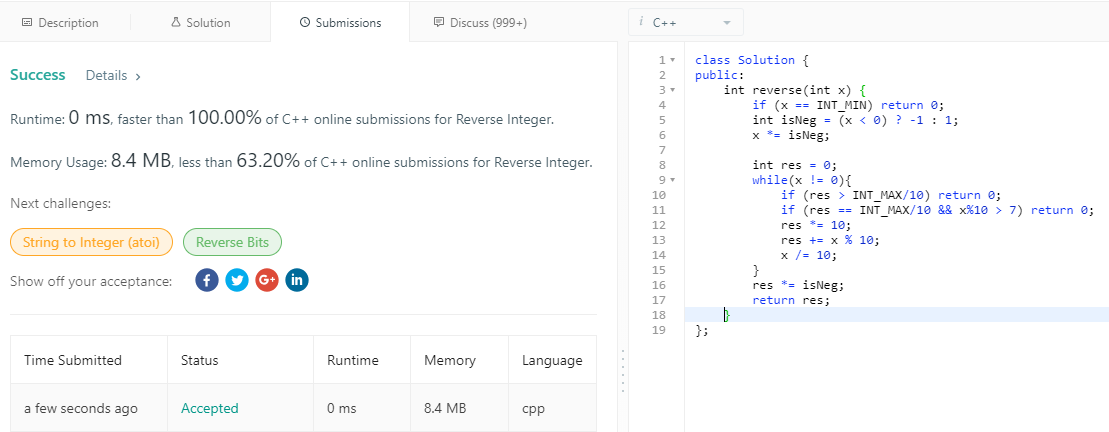 Description
Solution
Submissions
Discuss (999+)
i C++
Success Details >
Runtime: 0 ms, faster than 100.00% of C++ online submissions for Reverse Integer.
Memory Usage: 8.4 MB, less than 63.20% of C++ online submissions for Reverse Integer.
Next challenges:
String to Integer (atoi)
Reverse Bits
Show off your acceptance:
f
G+
in
Time Submitted Status Runtime Memory Language
a few seconds ago Accepted 0 ms 8.4 MB cpp
1 class Solution {
2 public:
3     int reverse(int x) {
4         if (x == INT_MIN) return 0;
5         int isNeg = (x < 0) ? -1 : 1;
6         x *= isNeg;
7
8         int res = 0;
9         while(x != 0){
10             if (res > INT_MAX/10) return 0;
11             if (res == INT_MAX/10 && x%10 > 7) return 0;
12             res *= 10;
13             res += x % 10;
14             x /= 10;
15         }
16         res *= isNeg;
17         return res;
18     }
19 };